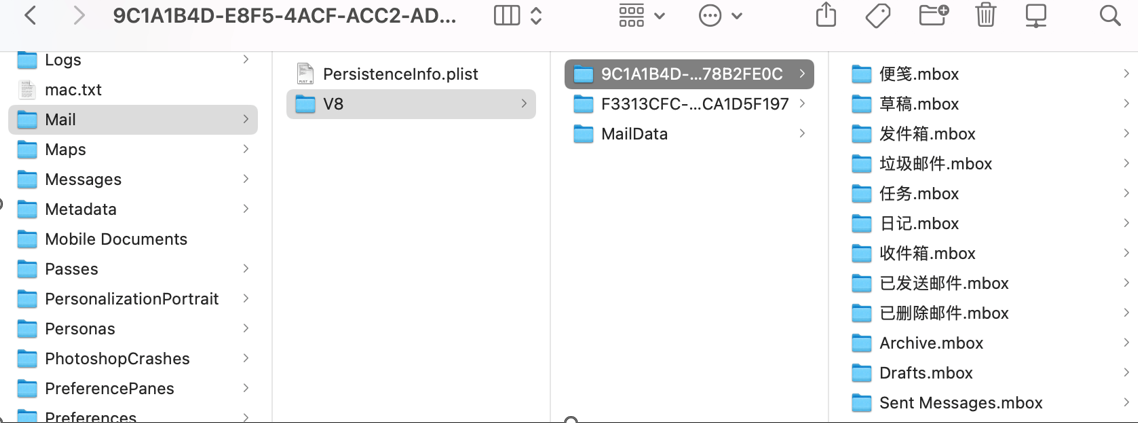 9C1A1B4D-E8F5-4ACF-ACC2-AD...
Logs
mac.txt
Mail
Maps
Messages
Metadata
Mobile Documents
Passes
PersonalizationPortrait
Personas
PhotoshopCrashes
PreferencePanes
Preferences
PersistenceInfo.plist
V8
9C1A1B4D-...78B2FE0C
F3313CFC-...CA1D5F197
MailData
便笺.mbox
草稿.mbox
发件箱.mbox
垃圾邮件.mbox
任务.mbox
日记.mbox
收件箱.mbox
已发送邮件.mbox
已删除邮件.mbox
Archive.mbox
Drafts.mbox
Sent Messages.mbox